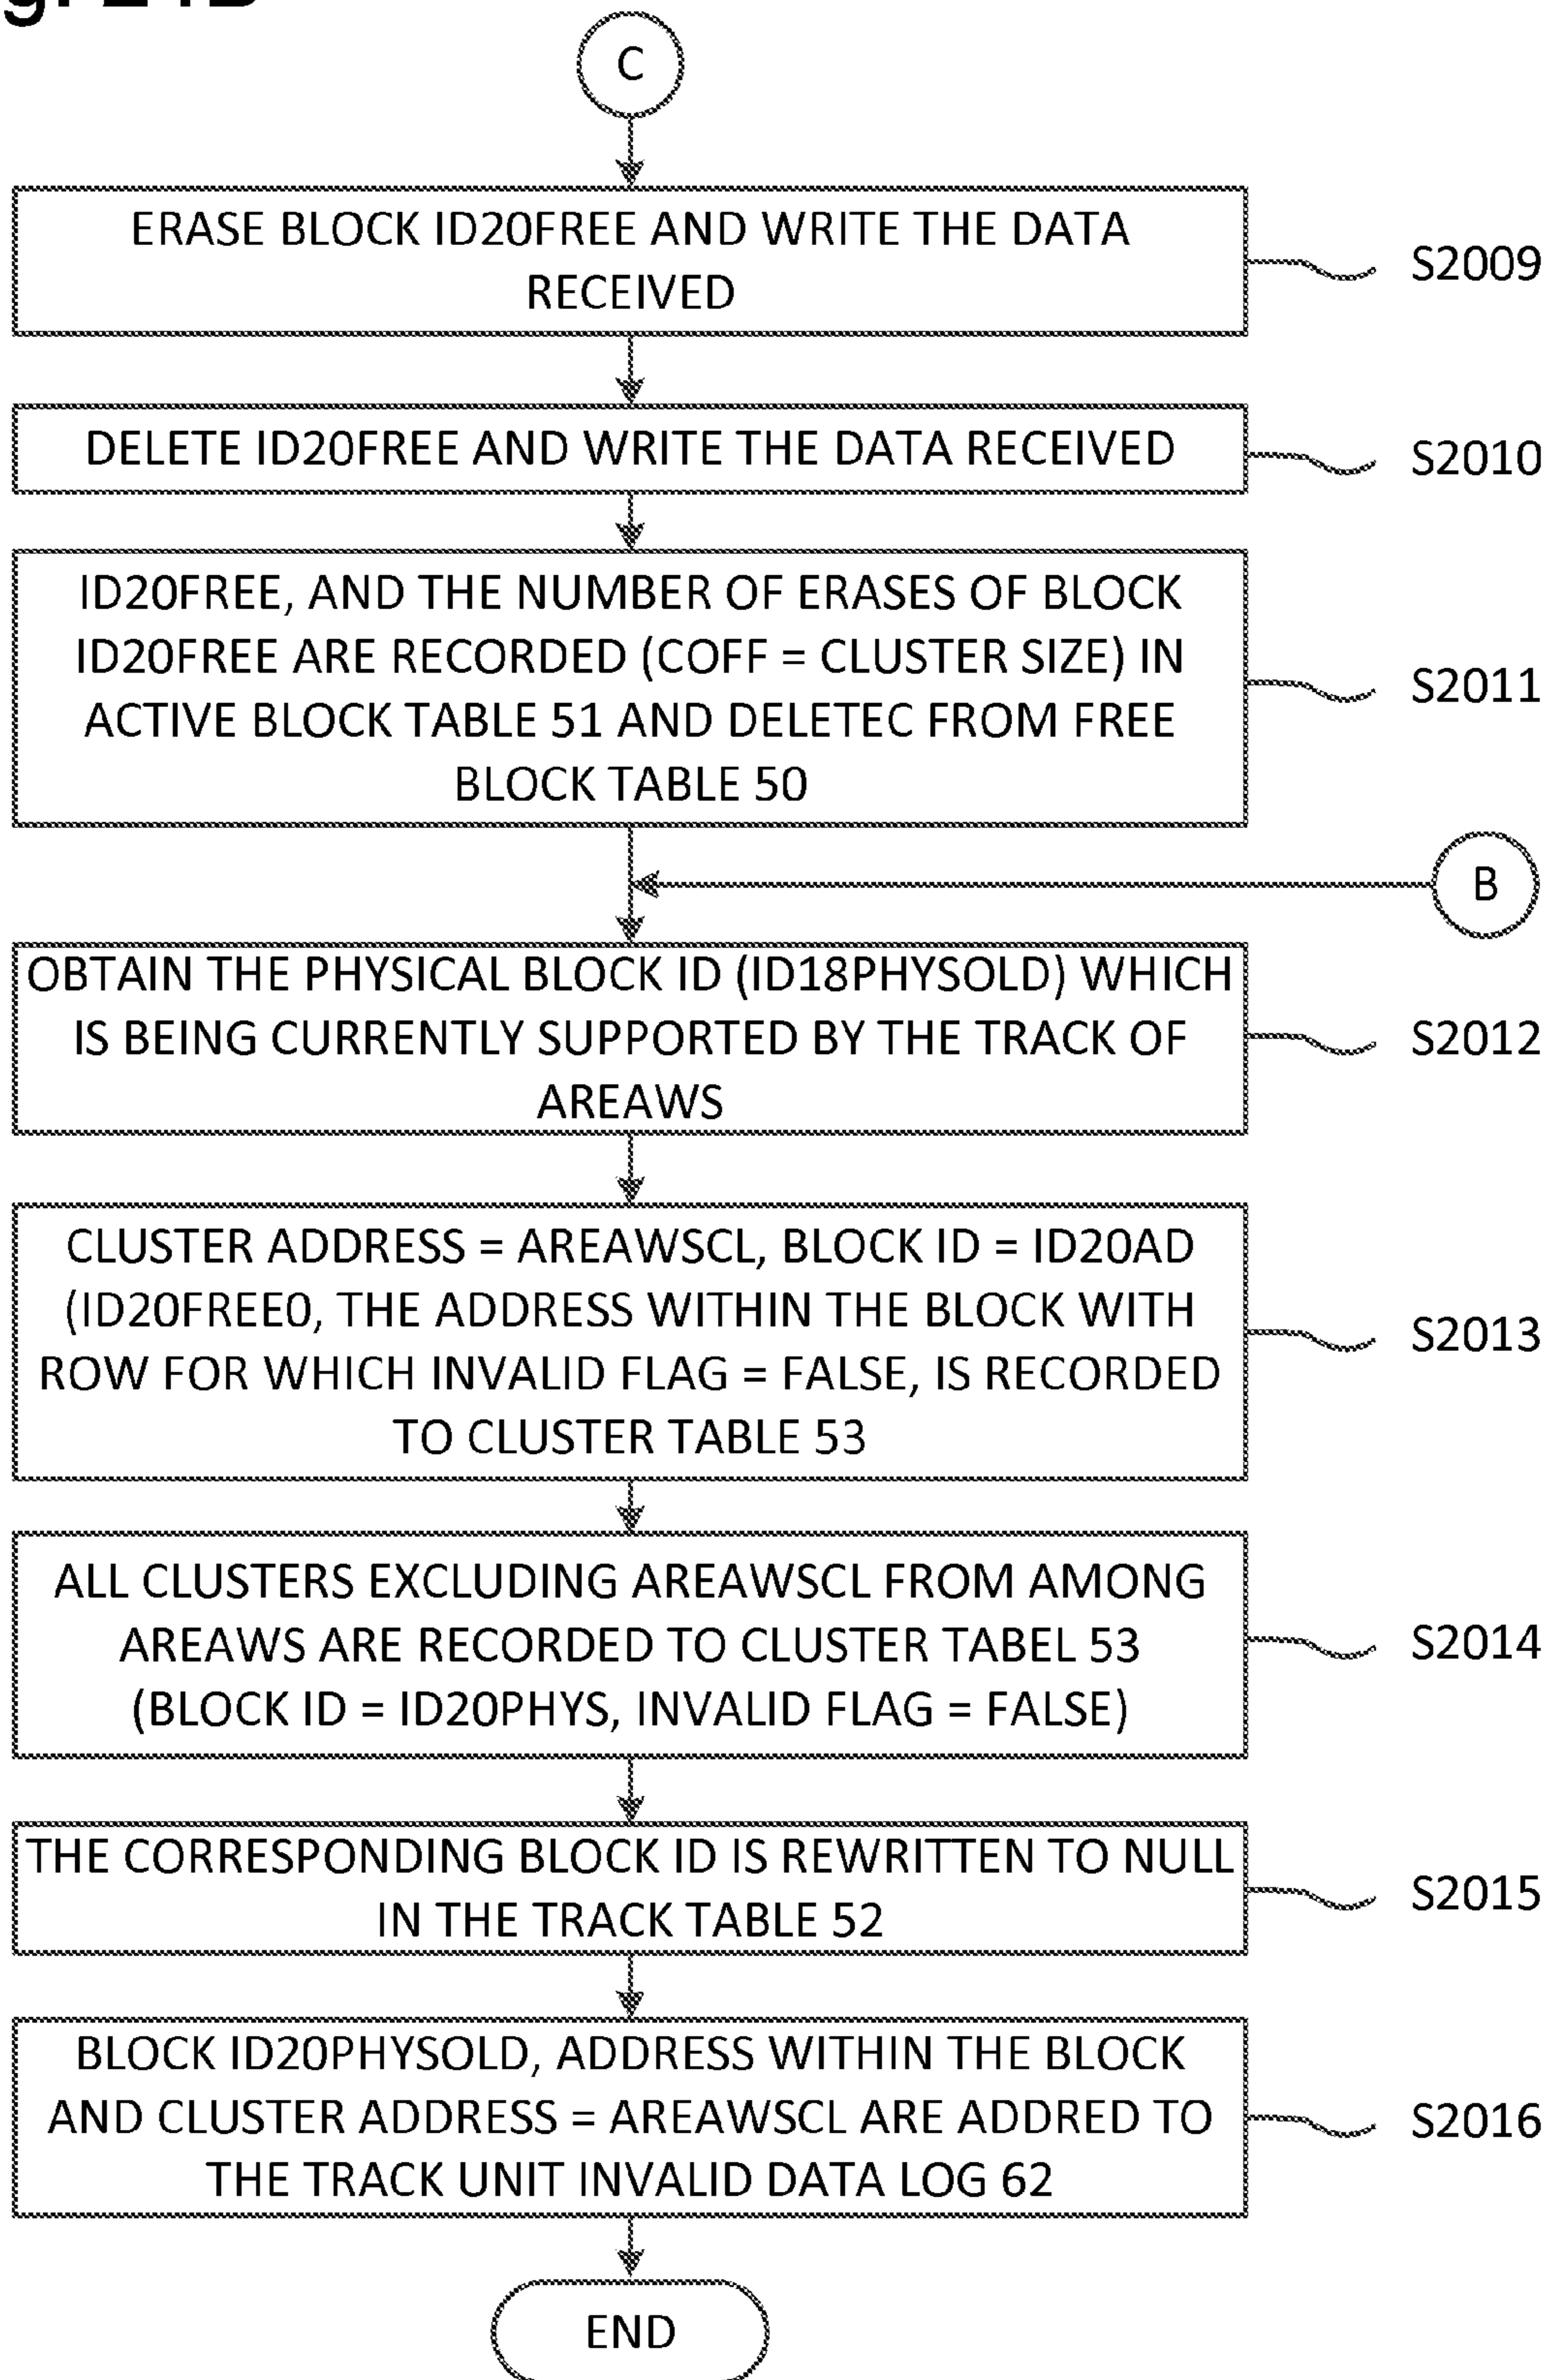 C
ERASE BLOCK ID20FREE AND WRITE THE DATA
RECEIVED
S2009
DELETE ID20FREE AND WRITE THE DATA RECEIVED
S2010
ID20FREE, AND THE NUMBER OF ERASES OF BLOCK
ID20FREE ARE RECORDED (COFF = CLUSTER SIZE) IN
ACTIVE BLOCK TABLE 51 AND DELETEC FROM FREE
BLOCK TABLE 50
S2011
B
OBTAIN THE PHYSICAL BLOCK ID (ID18PHYSOLD) WHICH
IS BEING CURRENTLY SUPPORTED BY THE TRACK OF
AREAWS
S2012
CLUSTER ADDRESS = AREAWSCL, BLOCK ID = ID20AD
(ID20FREE0, THE ADDRESS WITHIN THE BLOCK WITH
ROW FOR WHICH INVALID FLAG = FALSE, IS RECORDED
TO CLUSTER TABLE 53
S2013
ALL CLUSTERS EXCLUDING AREAWSCL FROM AMONG
AREAWS ARE RECORDED TO CLUSTER TABEL 53
(BLOCK ID = ID20PHYS, INVALID FLAG = FALSE)
S2014
THE CORRESPONDING BLOCK ID IS REWRITTEN TO NULL
IN THE TRACK TABLE 52
S2015
BLOCK ID20PHYSOLD, ADDRESS WITHIN THE BLOCK
AND CLUSTER ADDRESS = AREAWSCL ARE ADDRED TO
THE TRACK UNIT INVALID DATA LOG 62
S2016
END